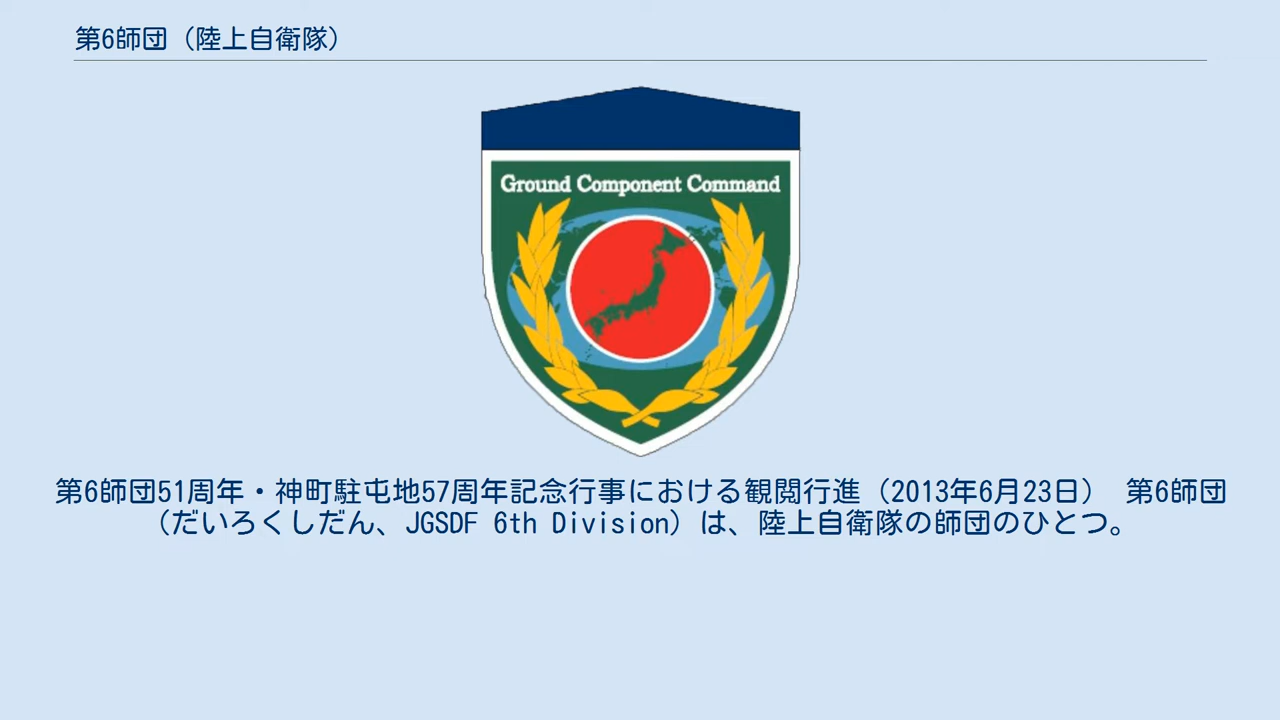 第6師団（陸上自衛隊）
Ground Component Command
第6師団51周年・神町駐屯地57周年記念行事における観閲行進（2013年6月23日） 第6師団
（だいろくしだん、JGSDF 6th Division）は、陸上自衛隊の師団のひとつ。